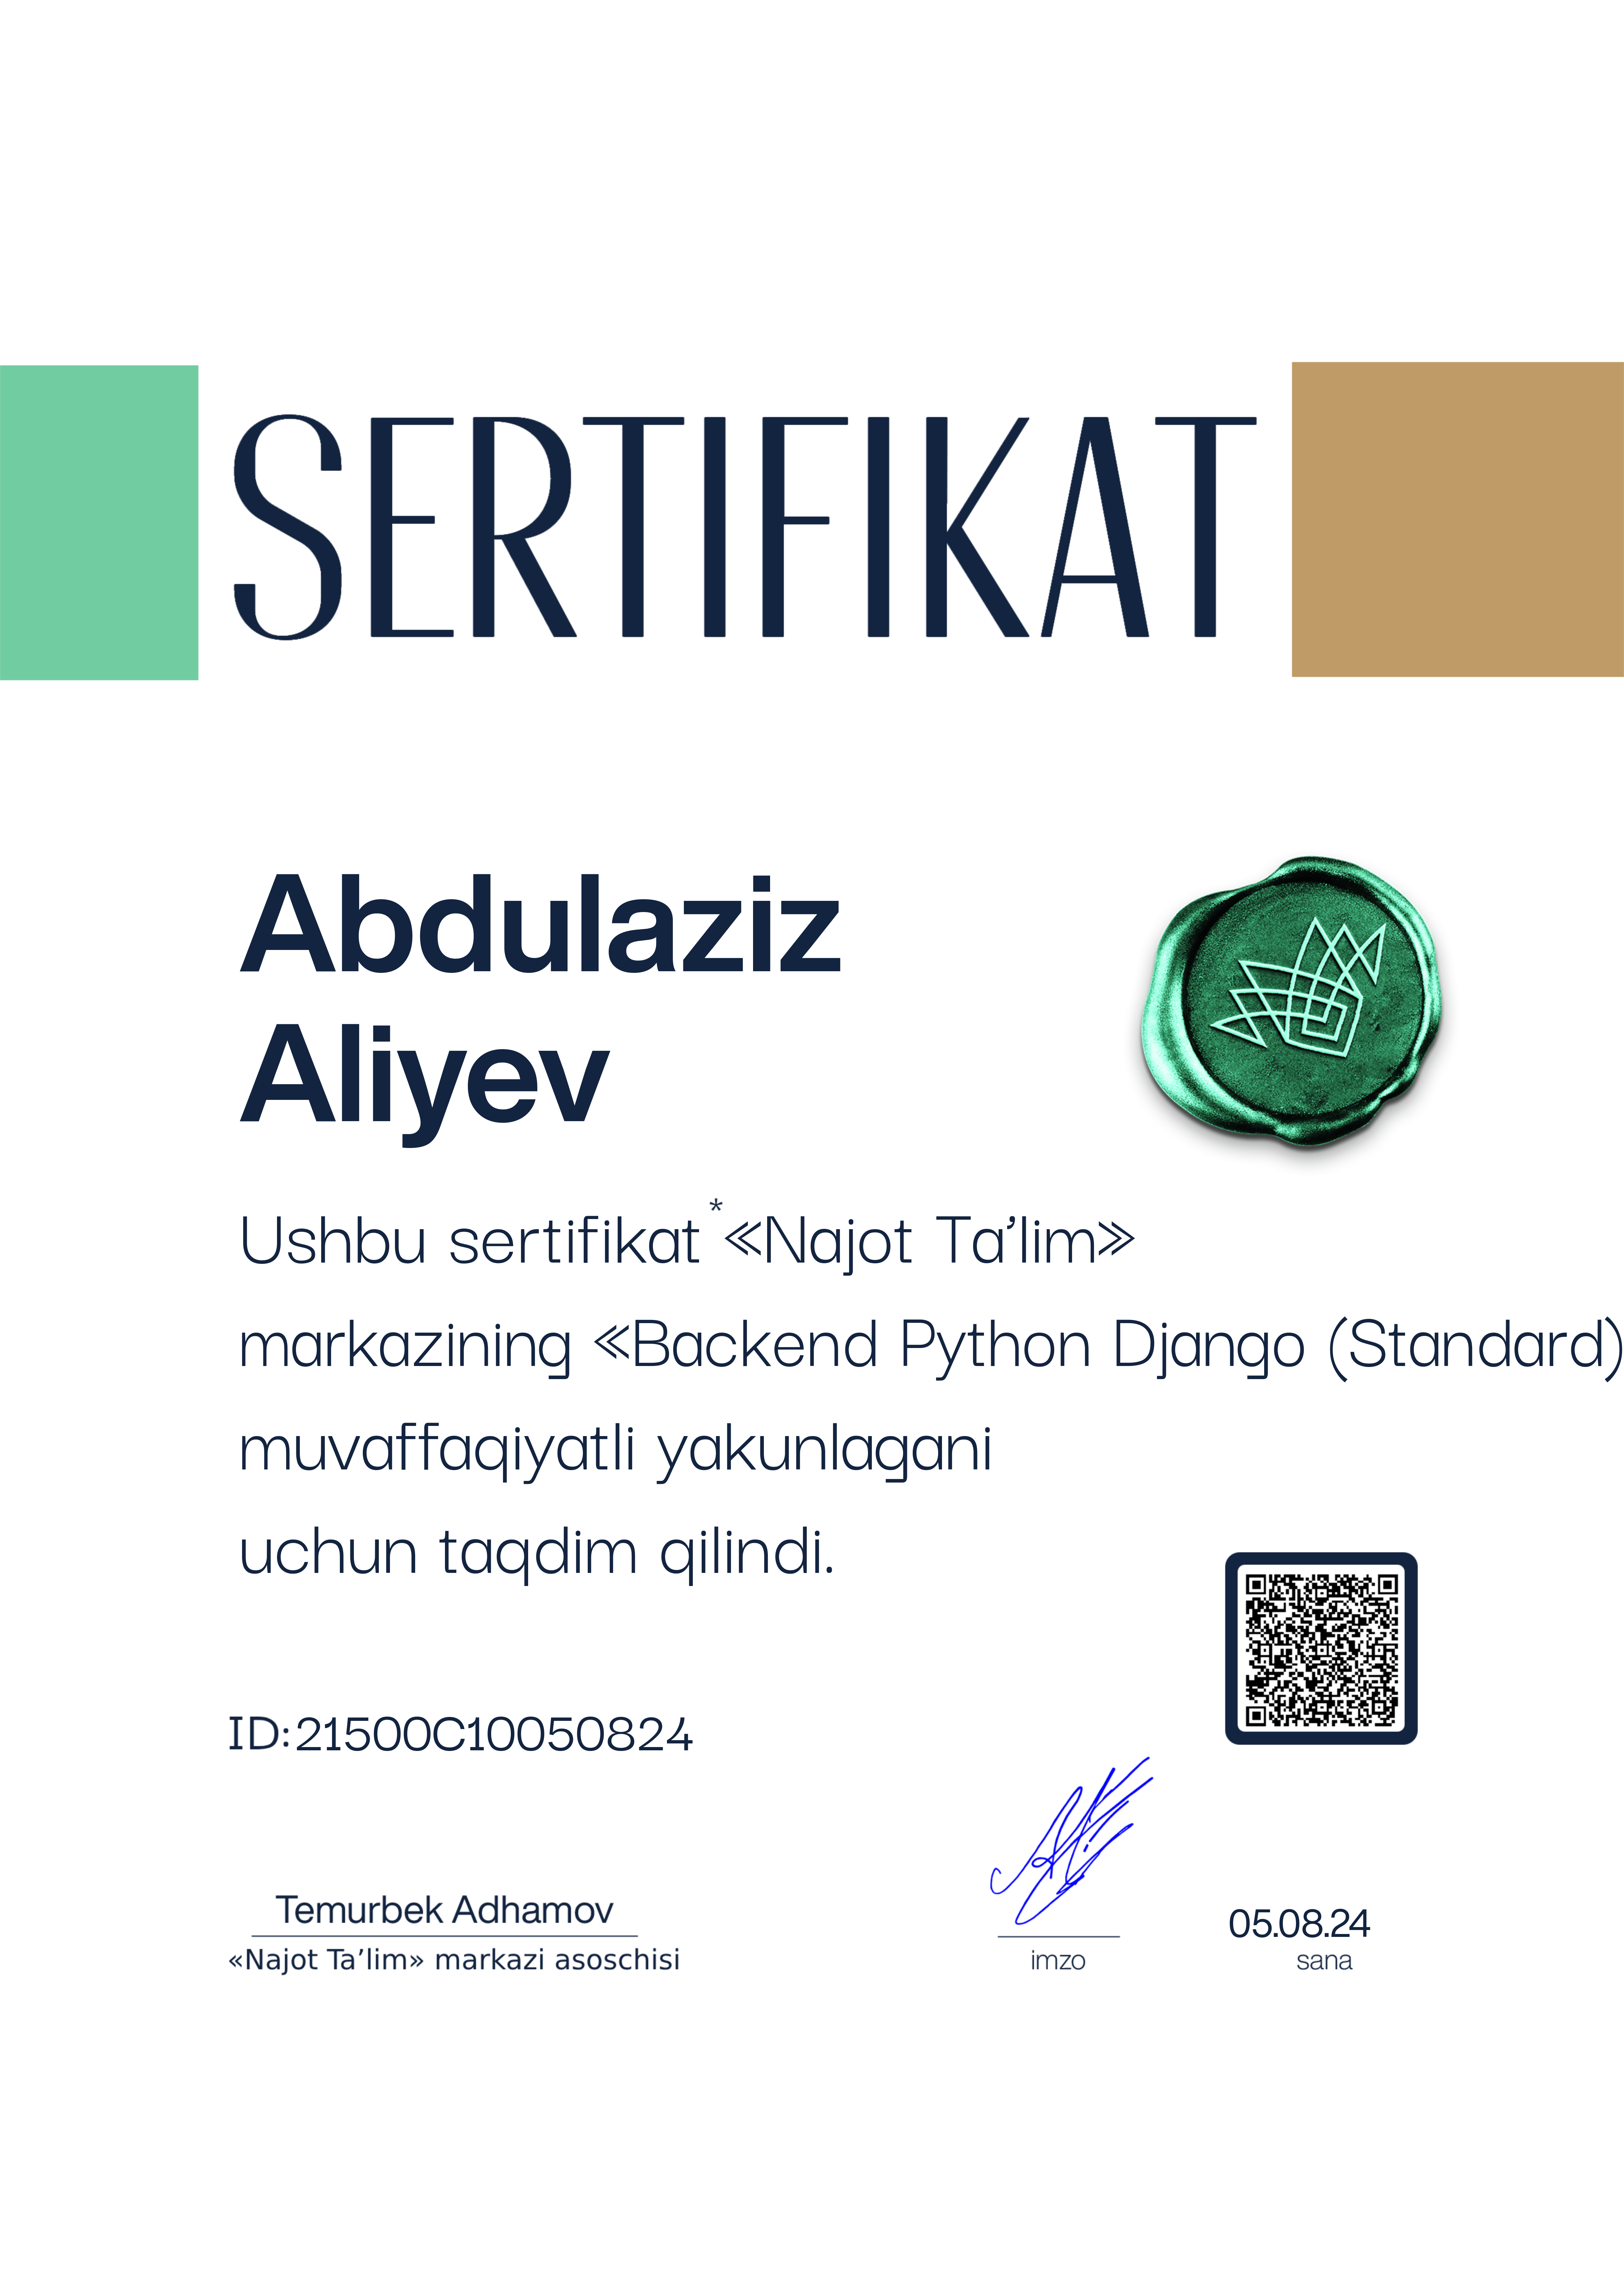 SERTIFIKAT
Abdulaziz
Aliyev
Ushbu sertifikat *«Najot Ta’lim»
markazining «Backend Python Django (Standard)
muvaffaqiyatli yakunlagani
uchun taqdim qilindi.
ID:21500C10050824
Temurbek Adhamov
«Najot Ta’lim» markazi asoschisi
imzo
05.08.24
sana